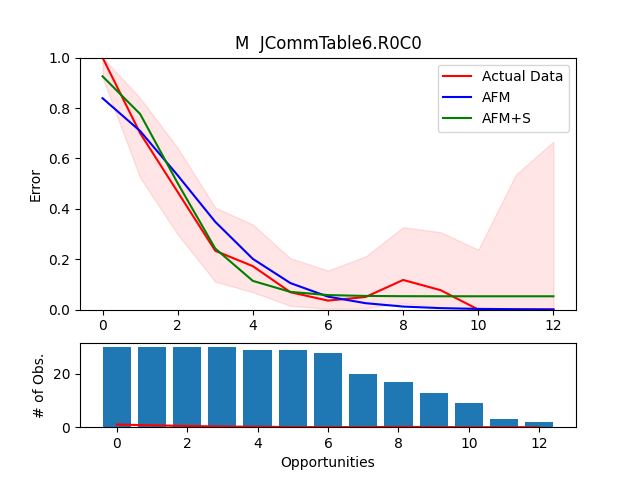 M  JCommTable6.R0C0
1.0
0.8
0.6
0.4
0.2
0.0
Error
Actual Data
AFM
AFM+S
0 2 4 6 8 10 12
20
0
# of Obs.
0 2 4 6 8 10 12
Opportunities